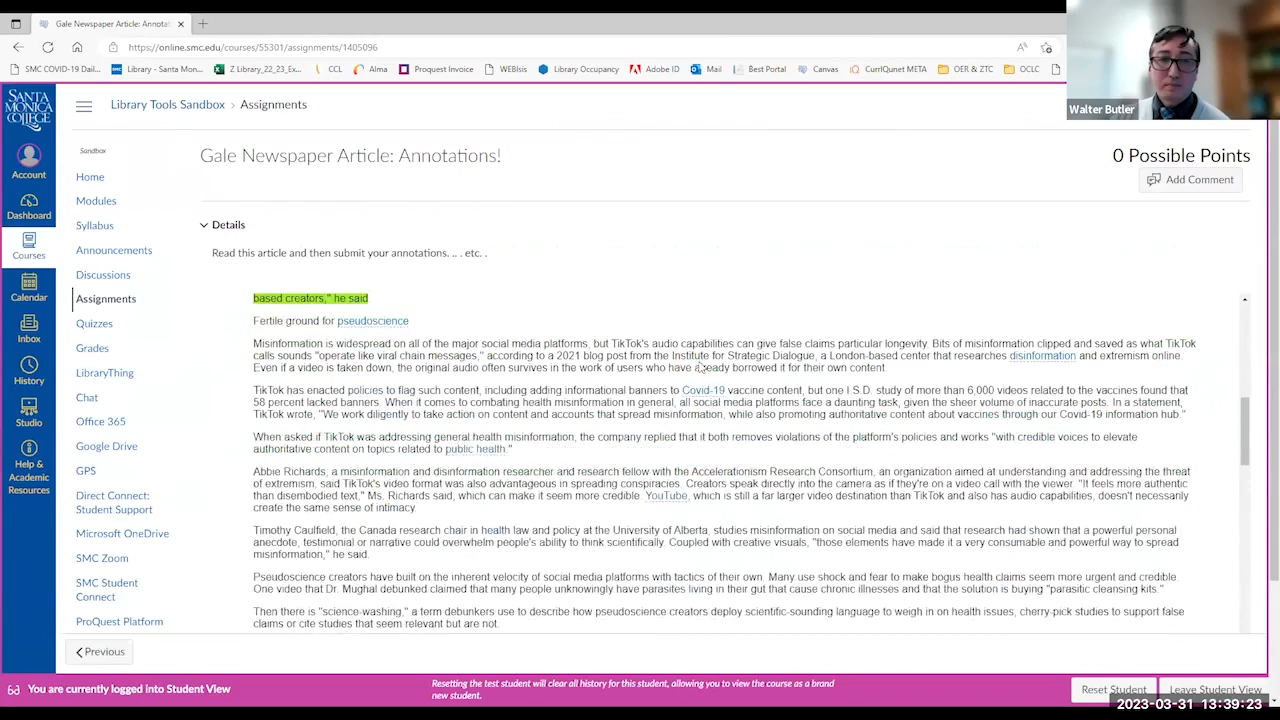 Gale Newspaper Article: Annotat
https://online.smc.edu/courses/55301/assignments/1405096
SMC COVID-19 Dail...
Library - Santa Mon...
Z Library_22_23_Ex...
CCL
Alma
Proquest Invoice
WEBIsis
Library Occupancy
Adobe ID
Mail
Best Portal
Canvas
CurrIQunet META
OER & ZTC
OCLC
Walter Butler
SANTA
MONICA
COLLEGE
Account
Dashboard
Courses
Calendar
Inbox
History
Studio
Help &
Academic
Resources
Library Tools Sandbox > Assignments
Sandbox
Home
Modules
Syllabus
Announcements
Discussions
Assignments
Quizzes
Grades
LibraryThing
Chat
Office 365
Google Drive
GPS
Direct Connect:
Student Support
Microsoft OneDrive
SMC Zoom
SMC Student
Connect
ProQuest Platform
Gale Newspaper Article: Annotations!
0 Possible Points
Add Comment
Details
Read this article and then submit your annotations. .. . etc. .
based creators," he said
Fertile ground for pseudoscience
Misinformation is widespread on all of the major social media platforms, but TikTok's audio capabilities can give false claims particular longevity. Bits of misinformation clipped and saved as what TikTok
calls sounds "operate like viral chain messages," according to a 2021 blog post from the Institute for Strategic Dialogue, a London-based center that researches disinformation and extremism online.
Even if a video is taken down, the original audio often survives in the work of users who have already borrowed it for their own content.
TikTok has enacted policies to flag such content, including adding informational banners to Covid-19 vaccine content, but one I.S.D. study of more than 6,000 videos related to the vaccines found that
58 percent lacked banners. When it comes to combating health misinformation in general, all social media platforms face a daunting task, given the sheer volume of inaccurate posts. In a statement,
TikTok wrote, "We work diligently to take action on content and accounts that spread misinformation, while also promoting authoritative content about vaccines through our Covid-19 information hub."
When asked if TikTok was addressing general health misinformation, the company replied that it both removes violations of the platform's policies and works "with credible voices to elevate
authoritative content on topics related to public health."
Abbie Richards, a misinformation and disinformation researcher and research fellow with the Accelerationism Research Consortium, an organization aimed at understanding and addressing the threat
of extremism, said TikTok's video format was also advantageous in spreading conspiracies. Creators speak directly into the camera as if they're on a video call with the viewer. "It feels more authentic
than disembodied text," Ms. Richards said, which can make it seem more credible. YouTube, which is still a far larger video destination than TikTok and also has audio capabilities, doesn't necessarily
create the same sense of intimacy.
Timothy Caulfield, the Canada research chair in health law and policy at the University of Alberta, studies misinformation on social media and said that research had shown that a powerful personal
anecdote, testimonial or narrative could overwhelm people's ability to think scientifically. Coupled with creative visuals, "those elements have made it a very consumable and powerful way to spread
misinformation," he said.
Pseudoscience creators have built on the inherent velocity of social media platforms with tactics of their own. Many use shock and fear to make bogus health claims seem more urgent and credible.
One video that Dr. Mughal debunked claimed that many people unknowingly have parasites living in their gut that cause chronic illnesses and that the solution is buying "parasitic cleansing kits."
Then there is "science-washing," a term debunkers use to describe how pseudoscience creators deploy scientific-sounding language to weigh in on health issues, cherry-pick studies to support false
claims or cite studies that seem relevant but are not.
Previous
You are currently logged into Student View
Resetting the test student will clear all history for this student, allowing you to view the course as a brand
new student.
Reset Student
Leave Student View
2023-03-31 13:39:23